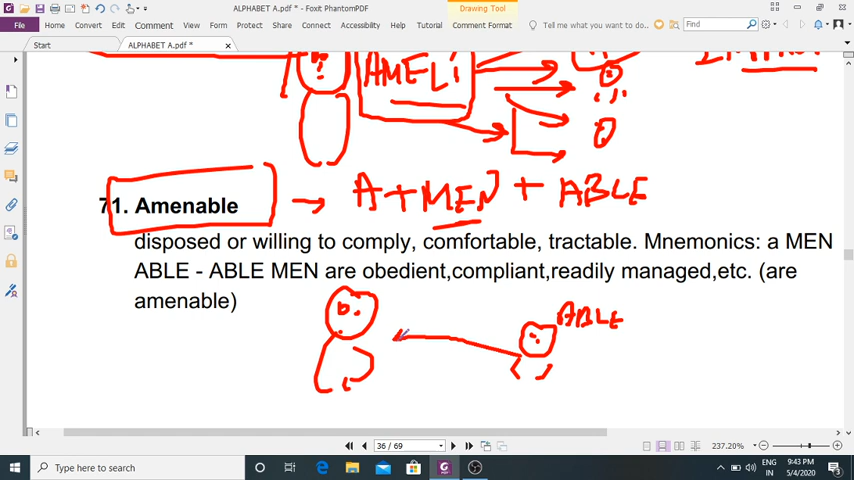 ALPHABET A.pdf * - Foxit PhantomPDF
Drawing Tool
File Home Edit Comment View Form Protect Share Help Tutorial Comment Format Tell me what you want to do... Find
Start ALPHABET A.pdf *
AMELi
71. Amenable → A + MEN + ABLE
disposed or willing to comply, comfortable, tractable. Mnemonics: a MEN
ABLE - ABLE MEN are obedient,compliant,readily managed,etc. (are
amenable)
ABLE
36 / 69 237.20%
Type here to search ENG 9:43 PM
IN 5/4/2020 3